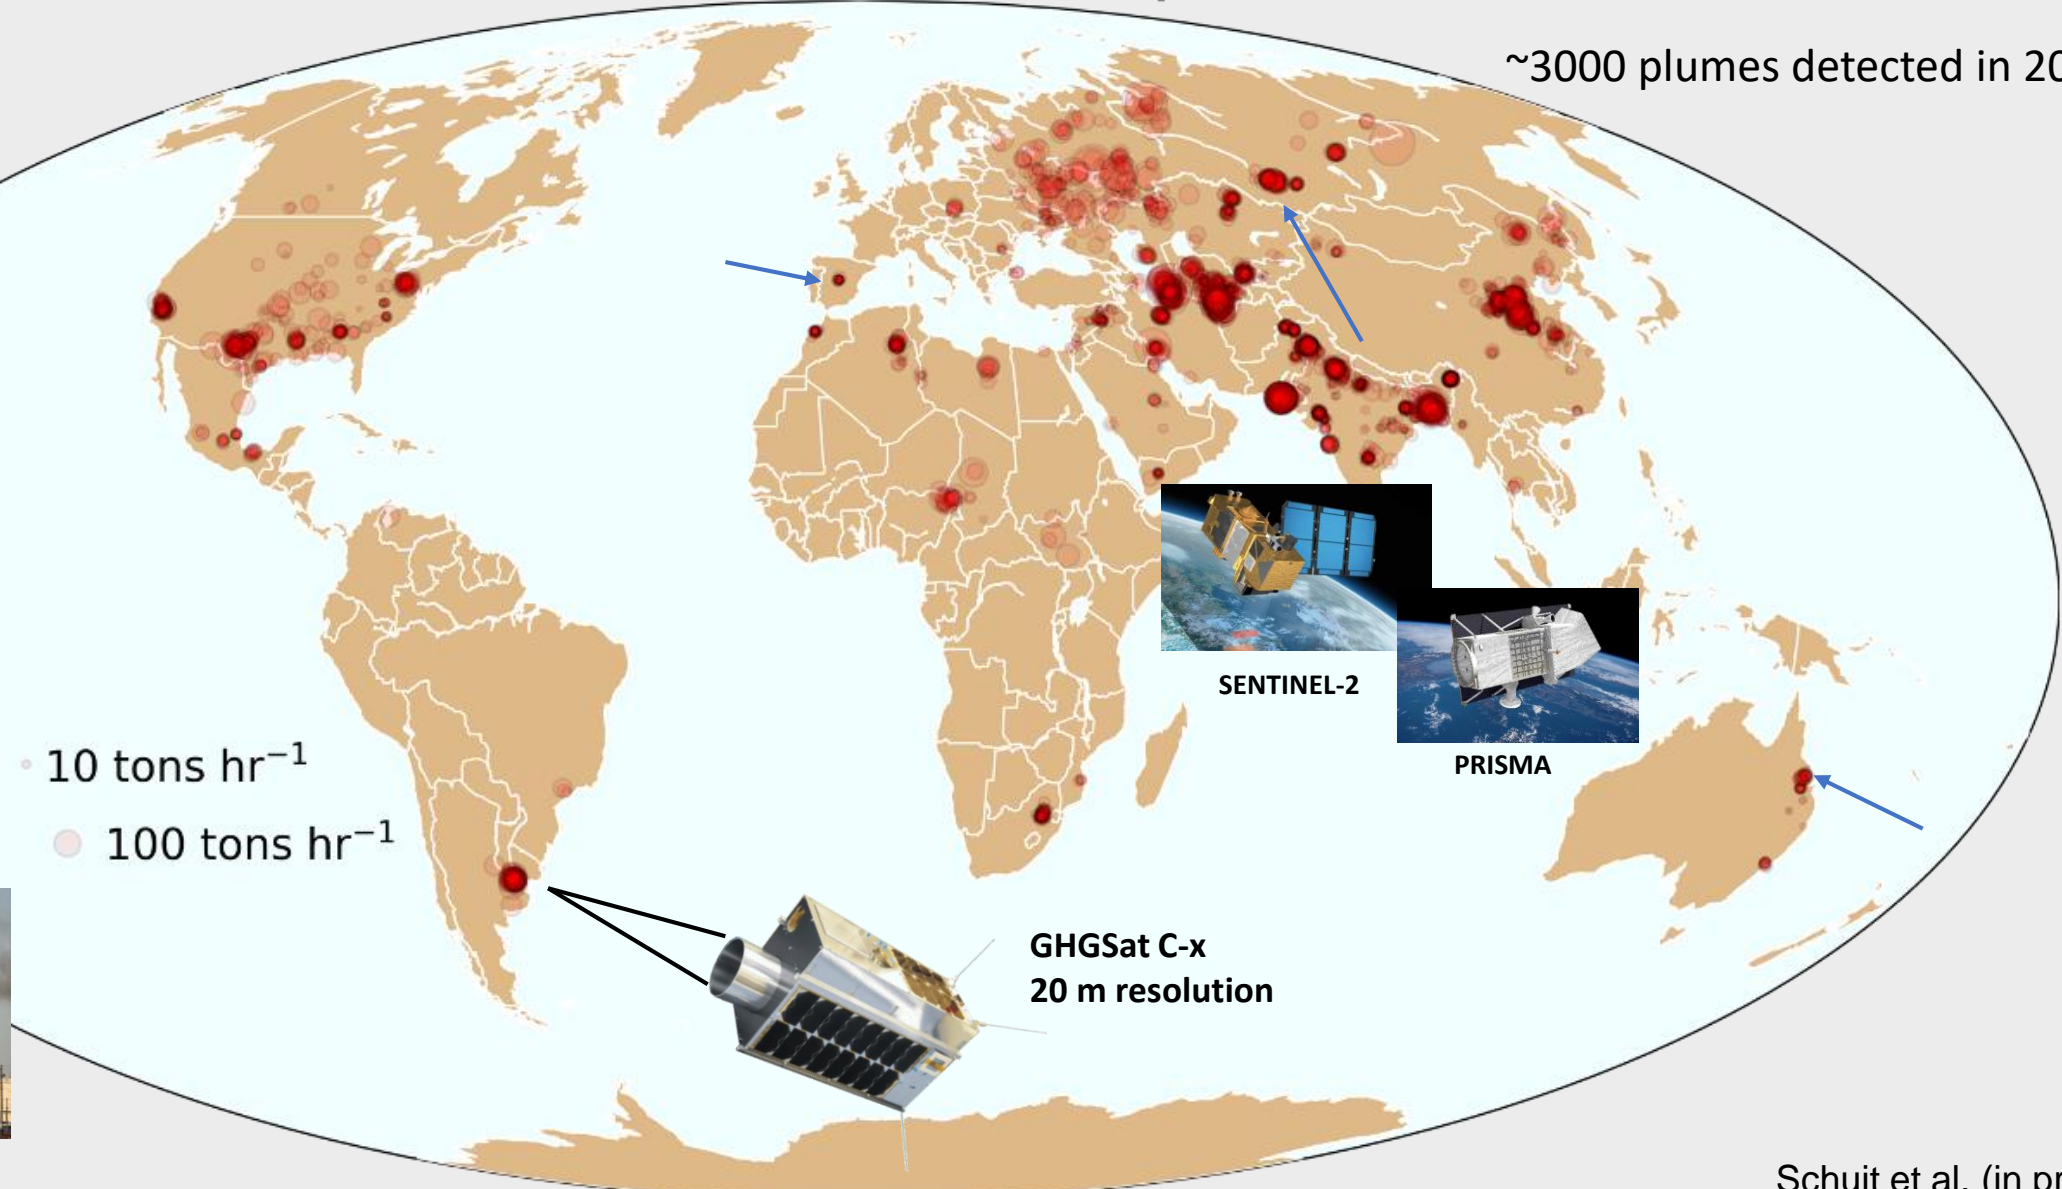 ~3000 plumes detected in 20
SENTINEL-2
PRISMA
10 tons hr⁻¹
100 tons hr⁻¹
GHGSat C-x
20 m resolution
Schuit et al. (in pr